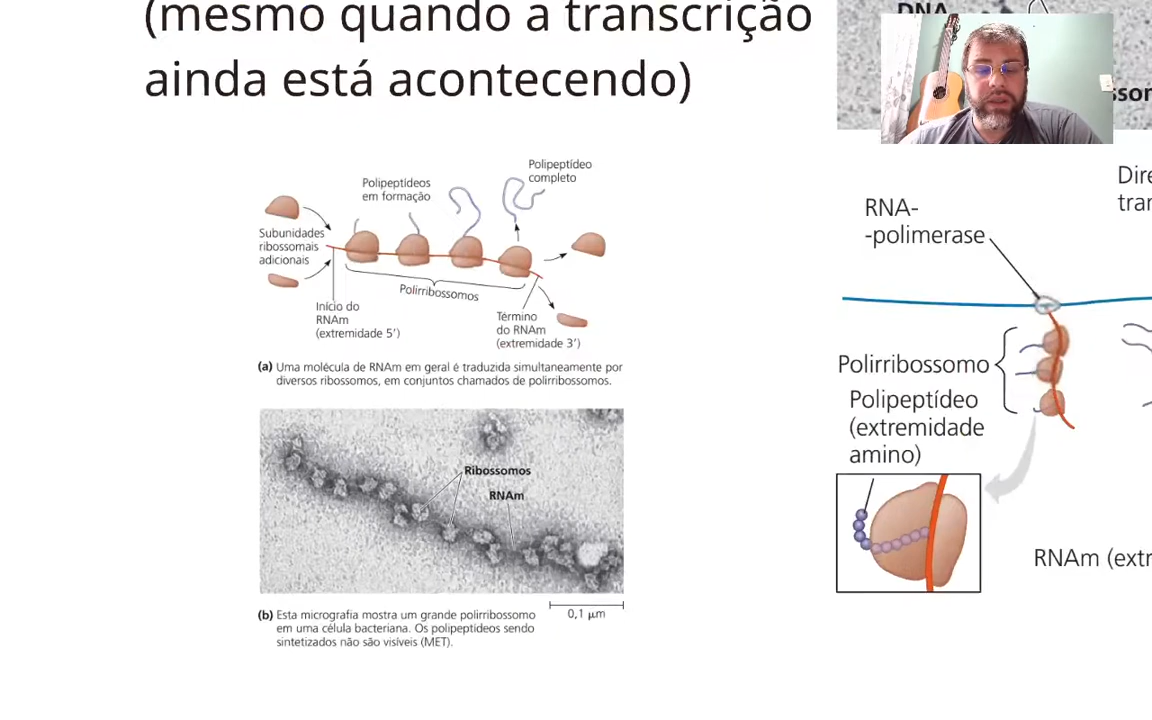 (mesmo quando a transcrição
ainda está acontecendo)
DNA
Polipeptídeos
em formação
Polipeptídeo
completo
Subunidades
ribossomais
adicionais
Polirribossomos
Início do
RNAm
(extremidade 5’)
Término
do RNAm
(extremidade 3’)
(a) Uma molécula de RNAm em geral é traduzida simultaneamente por
diversos ribossomos, em conjuntos chamados de polirribossomos.
Ribossomos
RNAm
0,1 μm
(b) Esta micrografia mostra um grande polirribossomo
em uma célula bacteriana. Os polipeptídeos sendo
sintetizados não são visíveis (MET).
RNA-
-polimerase
Dire
tran
Polirribossomo
Polipeptídeo
(extremidade
amino)
RNAm (extr